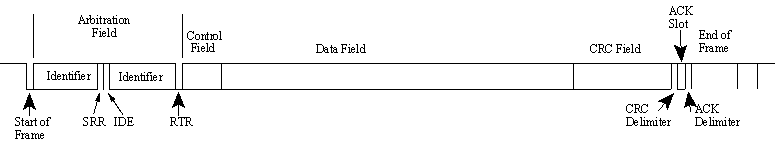 Arbitration
Field
Control
Field
Data Field
CRC Field
ACK
Slot
End of
Frame
Identifier
Identifier
Start of
Frame
SRR
IDE
RTR
CRC
Delimiter
ACK
Delimiter